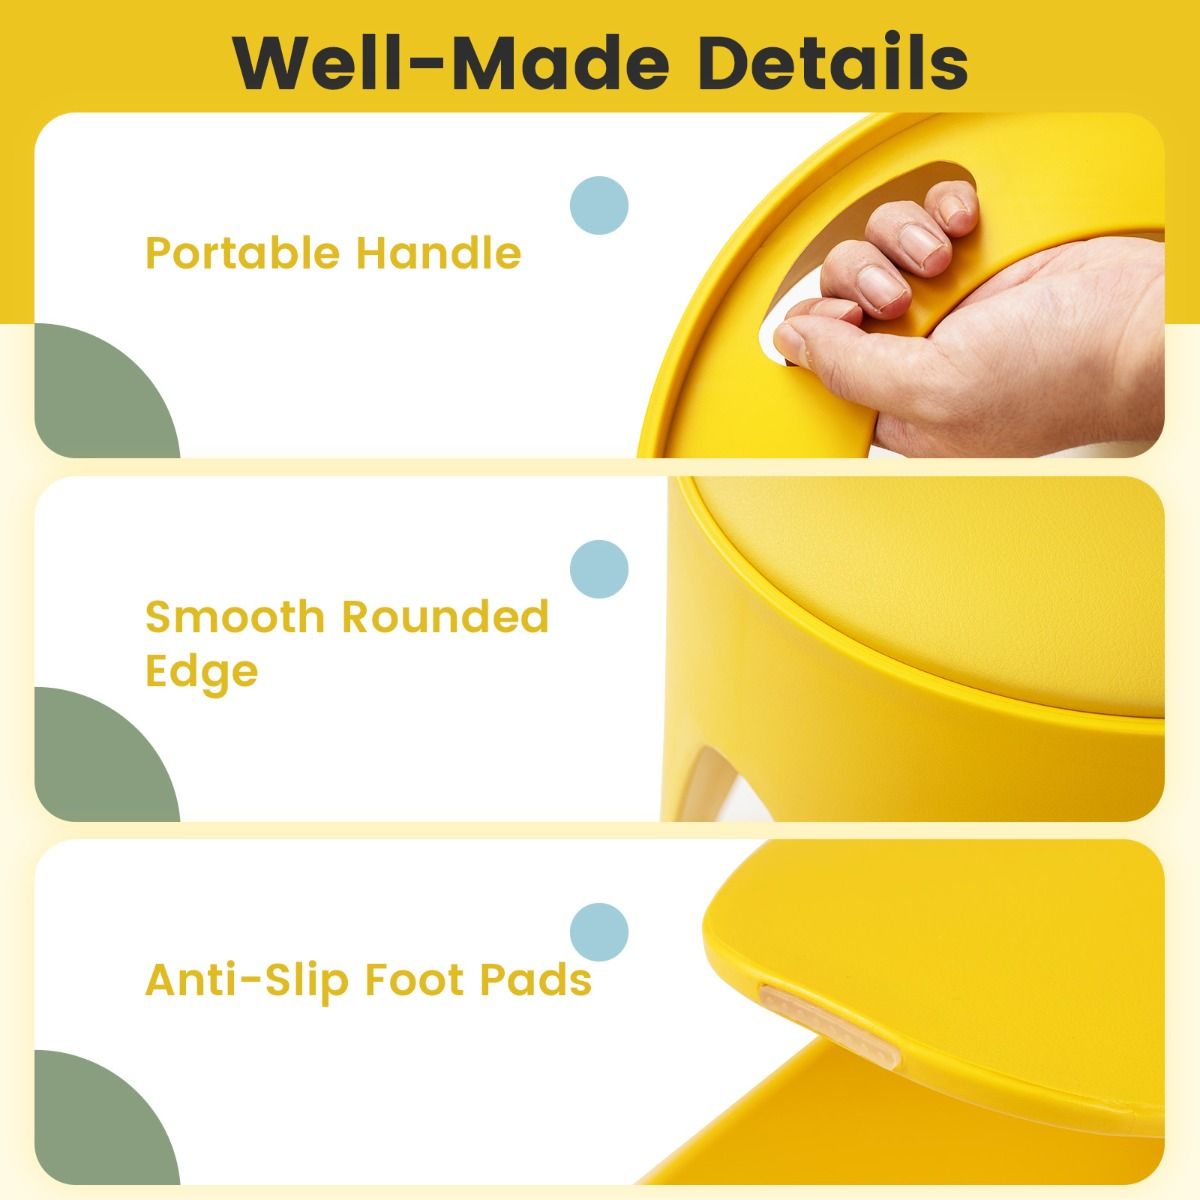 Well-Made Details
Portable Handle
Smooth Rounded
Edge
Anti-Slip Foot Pads